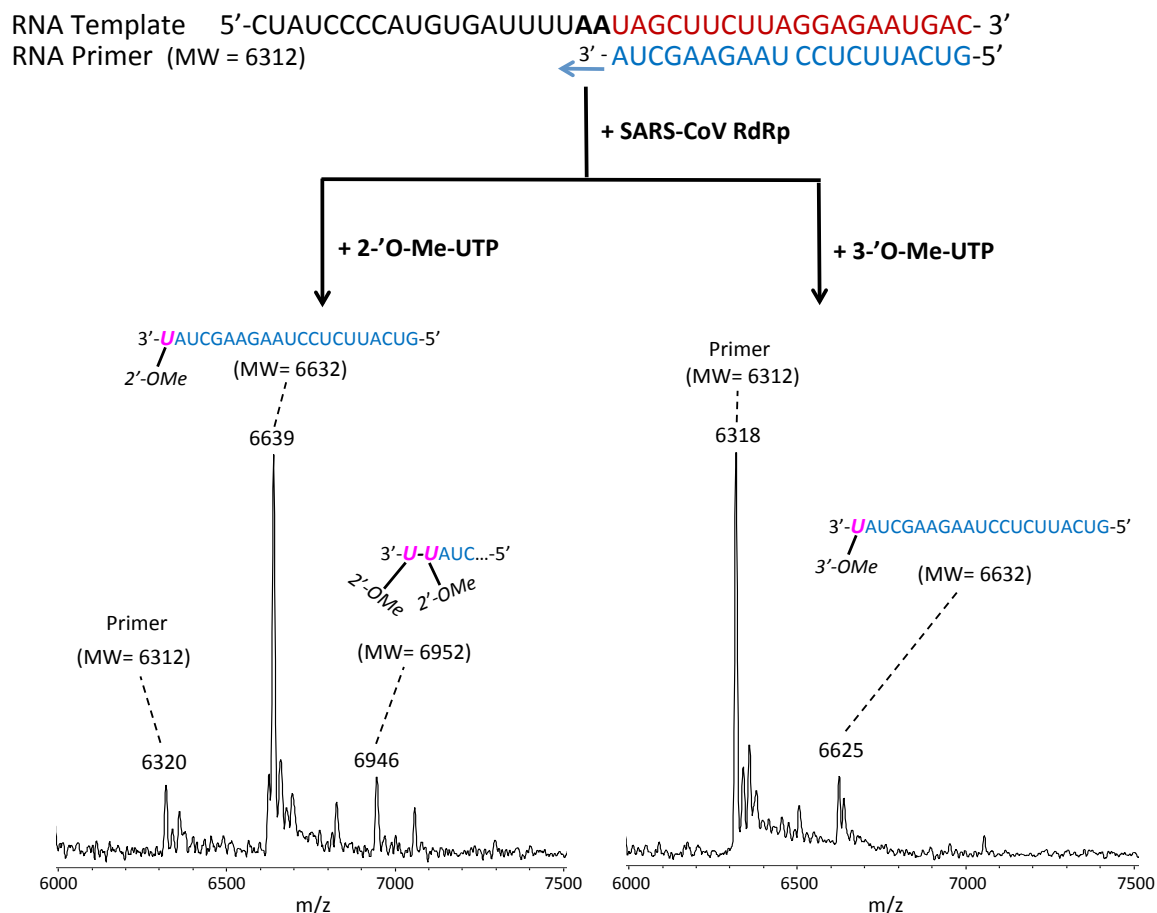 RNA Template 5’-CUAUCCCCAUGUGAUUUUAAUAGCUUCUUAGGAGAAUGAC- 3’
RNA Primer (MW = 6312) 3’ - AUCGAAGAAU CCUCUUACUG-5’
+ SARS-CoV RdRp
+ 2-’O-Me-UTP
+ 3-’O-Me-UTP
3’-UAUCGAAGAAUCCUCUUACUG-5’
2’-OMe
(MW= 6632)
6639
3’-U-UAUC…-5’
2’-OMe 2’-OMe
Primer
(MW= 6312)
(MW= 6952)
6320
6946
6000 6500 7000 7500
m/z
Primer
(MW= 6312)
6318
3’-UAUCGAAGAAUCCUCUUACUG-5’
3’-OMe
(MW= 6632)
6625
6000 6500 7000 7500
m/z